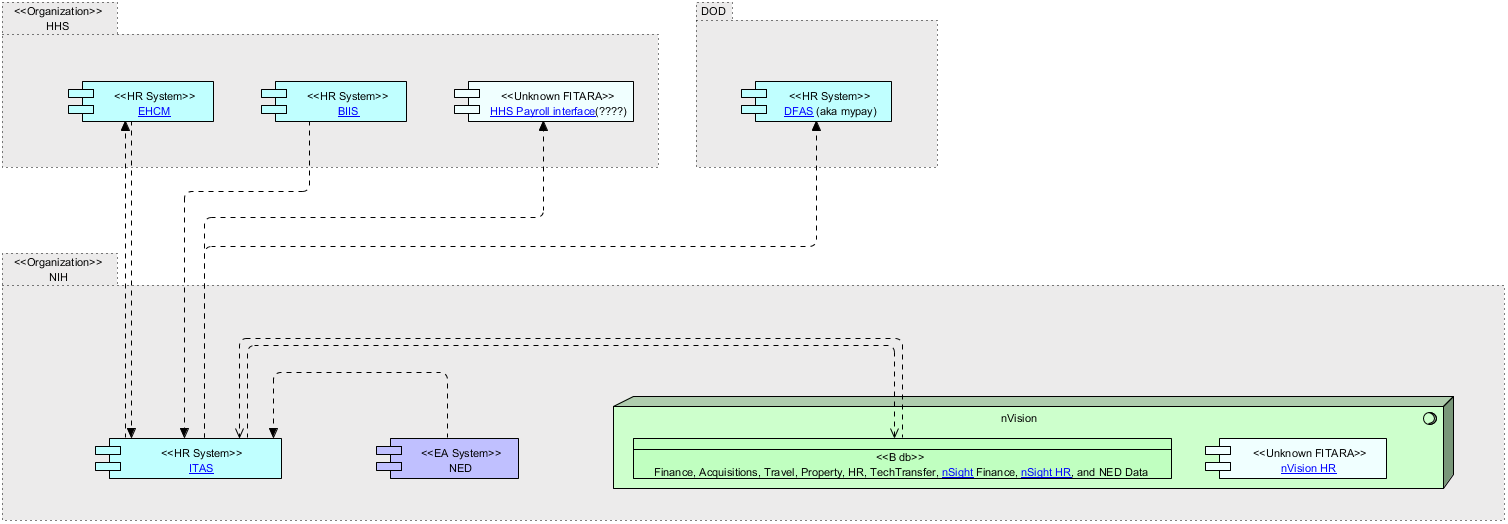 <<Organization>>
HHS
DOD
<<HR System>>
EHCM
<<HR System>>
BIIS
<<Unknown FITARA>>
HHS Payroll interface(????)
<<HR System>>
DFAS (aka mypay)
<<Organization>>
NIH
nVision
<<HR System>>
ITAS
<<EA System>>
NED
<<B db>>
Finance, Acquisitions, Travel, Property, HR, TechTransfer, nSight Finance, nSight HR, and NED Data
<<Unknown FITARA>>
nVision HR